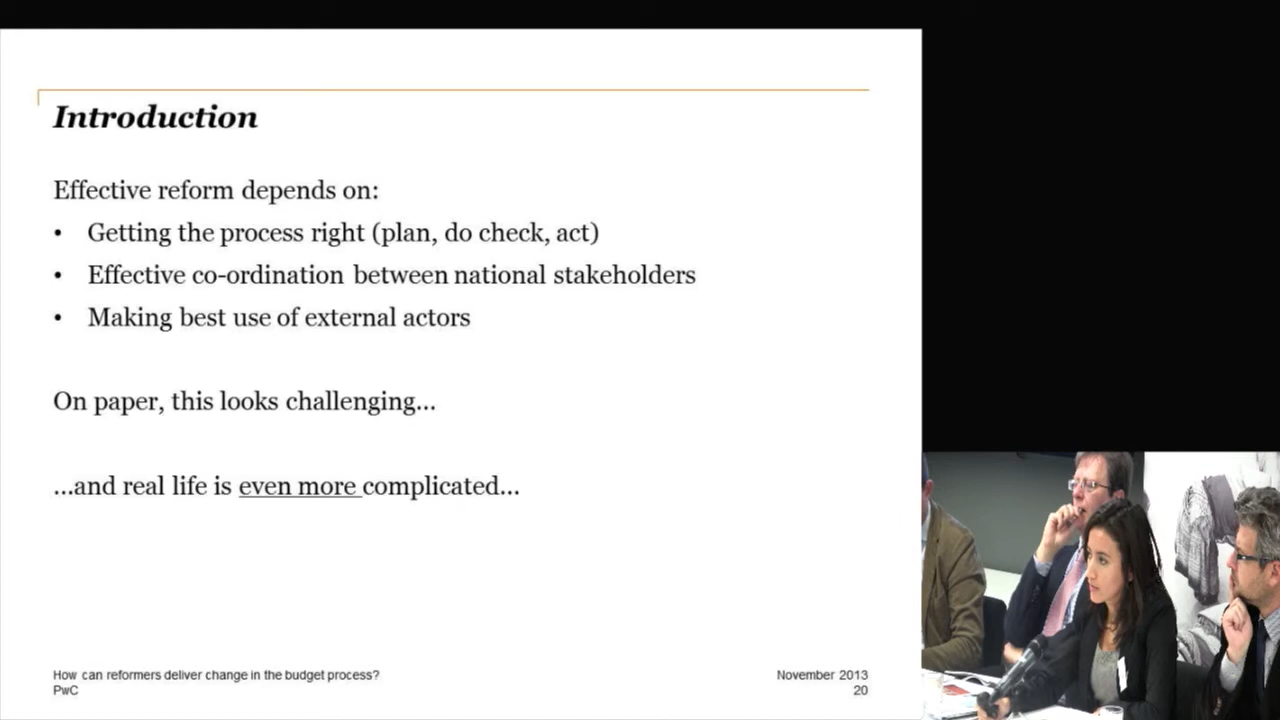 Introduction
Effective reform depends on:
• Getting the process right (plan, do check, act)
• Effective co-ordination between national stakeholders
• Making best use of external actors
On paper, this looks challenging...
...and real life is even more complicated...
How can reformers deliver change in the budget process?
PwC
November 2013
20